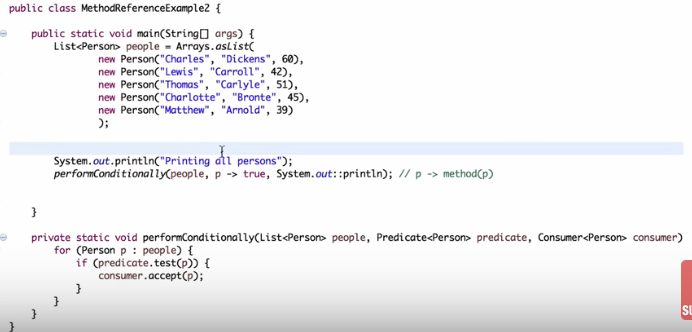 public class MethodReferenceExample2 {
public static void main(String[] args) {
List<Person> people = Arrays.asList(
new Person("Charles", "Dickens", 60),
new Person("Lewis", "Carroll", 42),
new Person("Thomas", "Carlyle", 51),
new Person("Charlotte", "Bronte", 45),
new Person("Matthew", "Arnold", 39)
);
System.out.println("Printing all persons");
performConditionally(people, p -> true, System.out::println); // p -> method(p)
}
private static void performConditionally(List<Person> people, Predicate<Person> predicate, Consumer<Person> consumer)
for (Person p : people) {
if (predicate.test(p)) {
consumer.accept(p);
}
}
}
}
SU